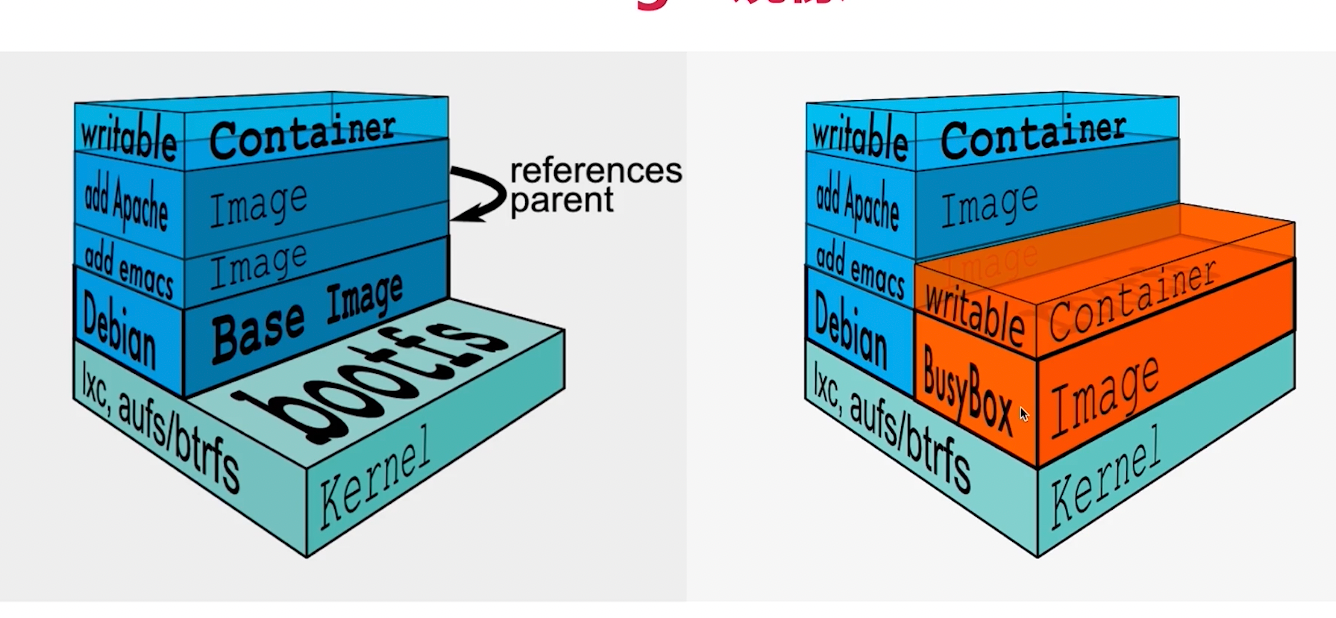 writable Container
add Apache Image
add emacs Image
Debian Base Image
bootfs
lxc, aufs/btrfs Kernel
references
parent
writable Container
add Apache Image
add emacs Image
Debian
writable Container
BusyBox Image
lxc, aufs/btrfs Kernel